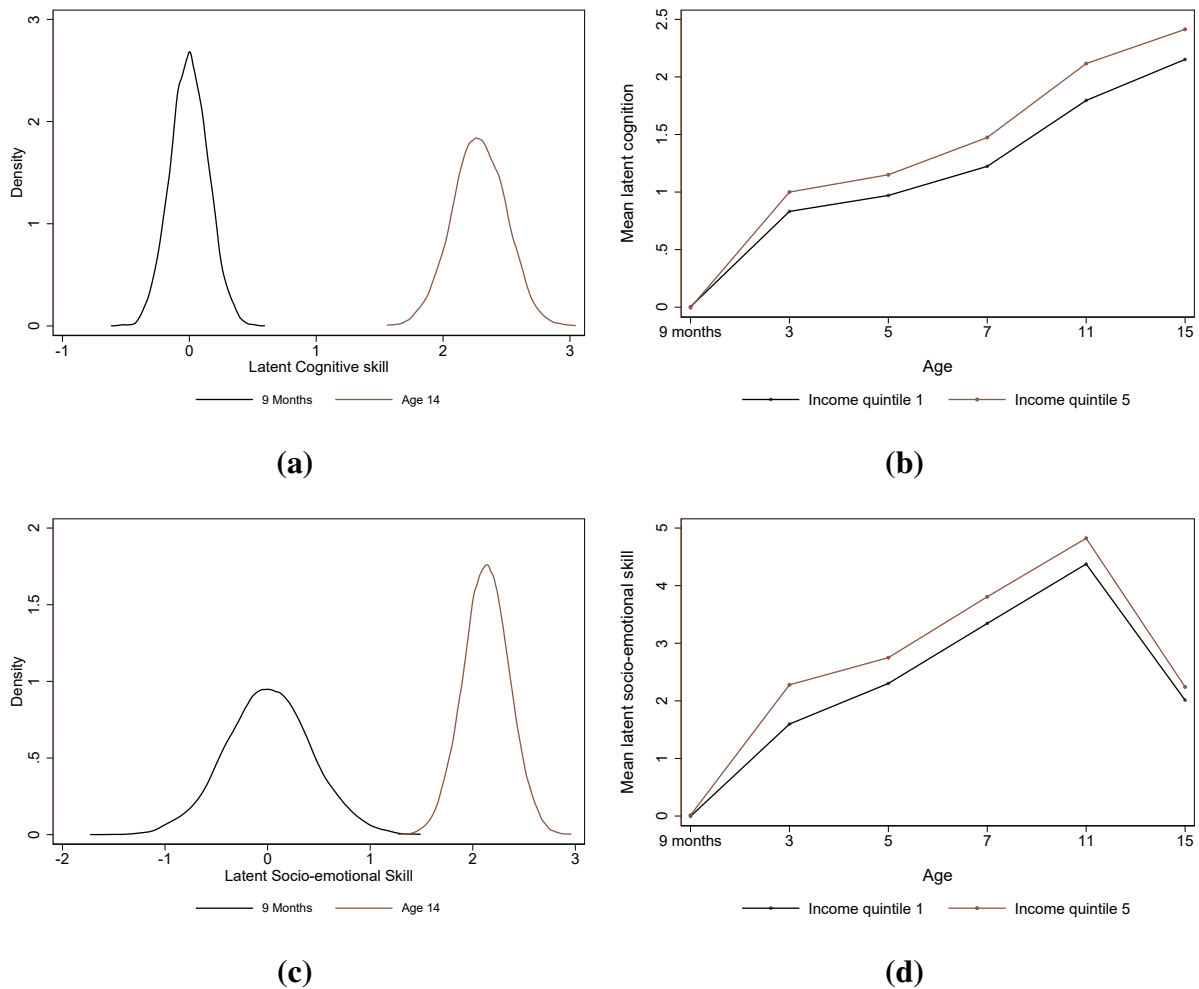 3
2
1
0
Density
-1
0
1
2
3
Latent Cognitive skill
9 Months
Age 14
(a)
2.5
2
1.5
1
.5
0
Mean latent cognition
9 months
3
5
7
11
15
Age
Income quintile 1
Income quintile 5
(b)
2
1.5
1
.5
0
Density
-2
-1
0
1
2
3
Latent Socio-emotional Skill
9 Months
Age 14
(c)
5
4
3
2
1
0
Mean latent socio-emotional skill
9 months
3
5
7
11
15
Age
Income quintile 1
Income quintile 5
(d)